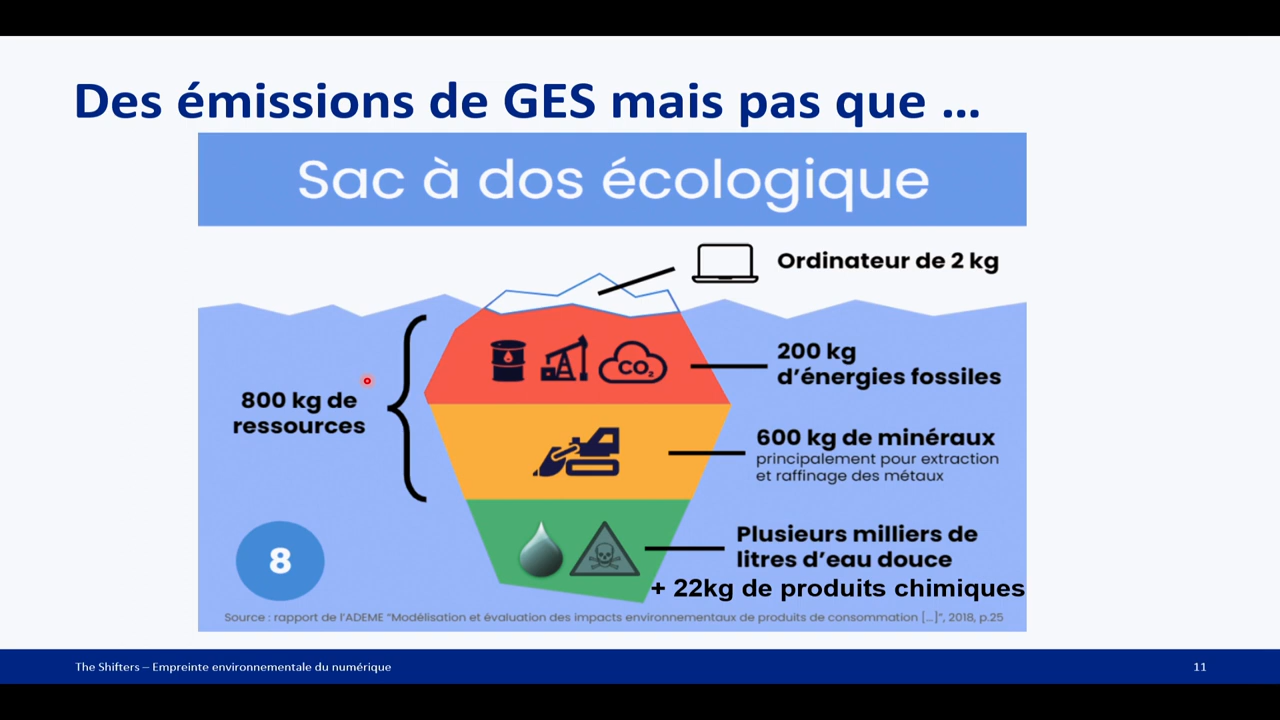 Des émissions de GES mais pas que ...
Sac à dos écologique
Ordinateur de 2 kg
200 kg
d’énergies fossiles
CO2
800 kg de
ressources
600 kg de minéraux
principalement pour extraction
et raffinage des métaux
Plusieurs milliers de
litres d’eau douce
+ 22kg de produits chimiques
8
Source : rapport de l’ADEME “Modélisation et évaluation des impacts environnementaux de produits de consommation [...]”, 2018, p.25
The Shifters – Empreinte environnementale du numérique
11